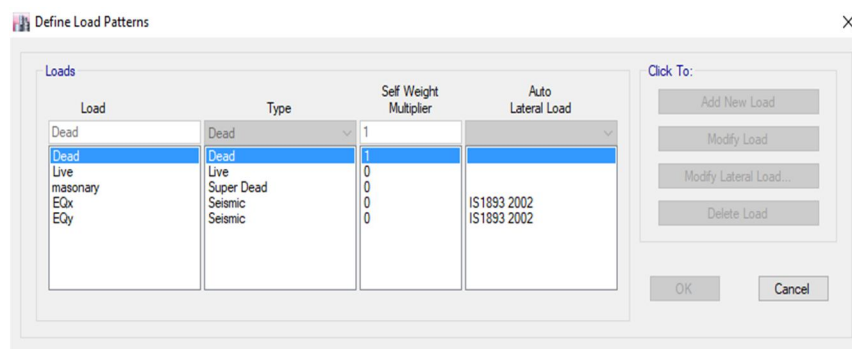 Define Load Patterns
Loads
Click To:
Load Type Self Weight Multiplier Auto Lateral Load
Dead Dead 1
Dead Dead 1
Live Live 0
masonary Super Dead 0
EQx Seismic 0 IS1893 2002
EQy Seismic 0 IS1893 2002
Add New Load
Modify Load
Modify Lateral Load...
Delete Load
OK Cancel